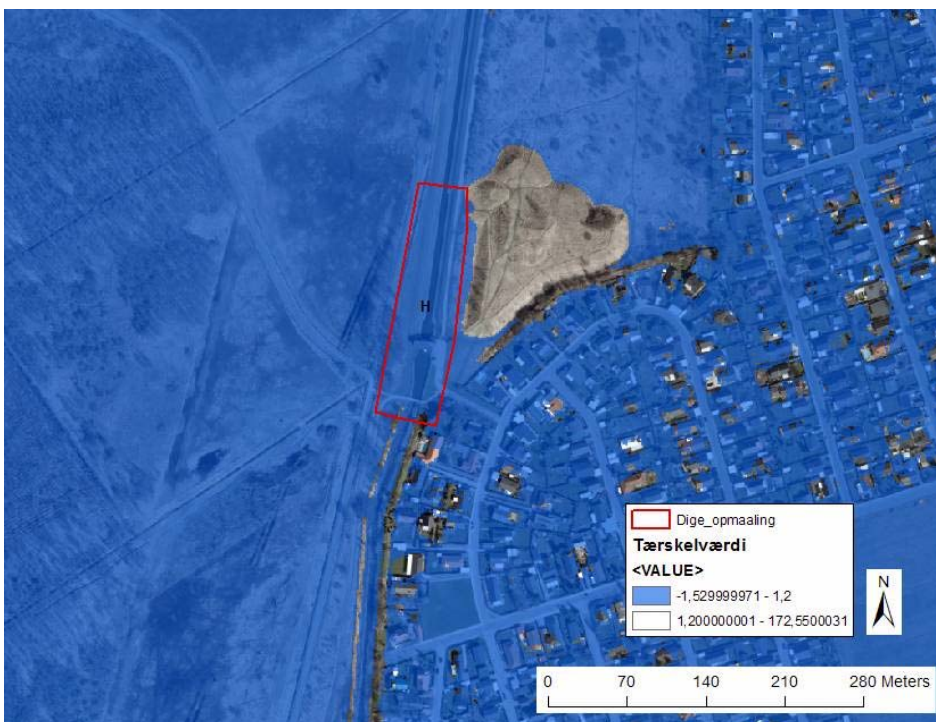 H
Dige_opmaaling
Tærskelværdi
<VALUE>
-1,529999971 - 1,2
1,200000001 - 172,5500031
N
0 70 140 210 280 Meters